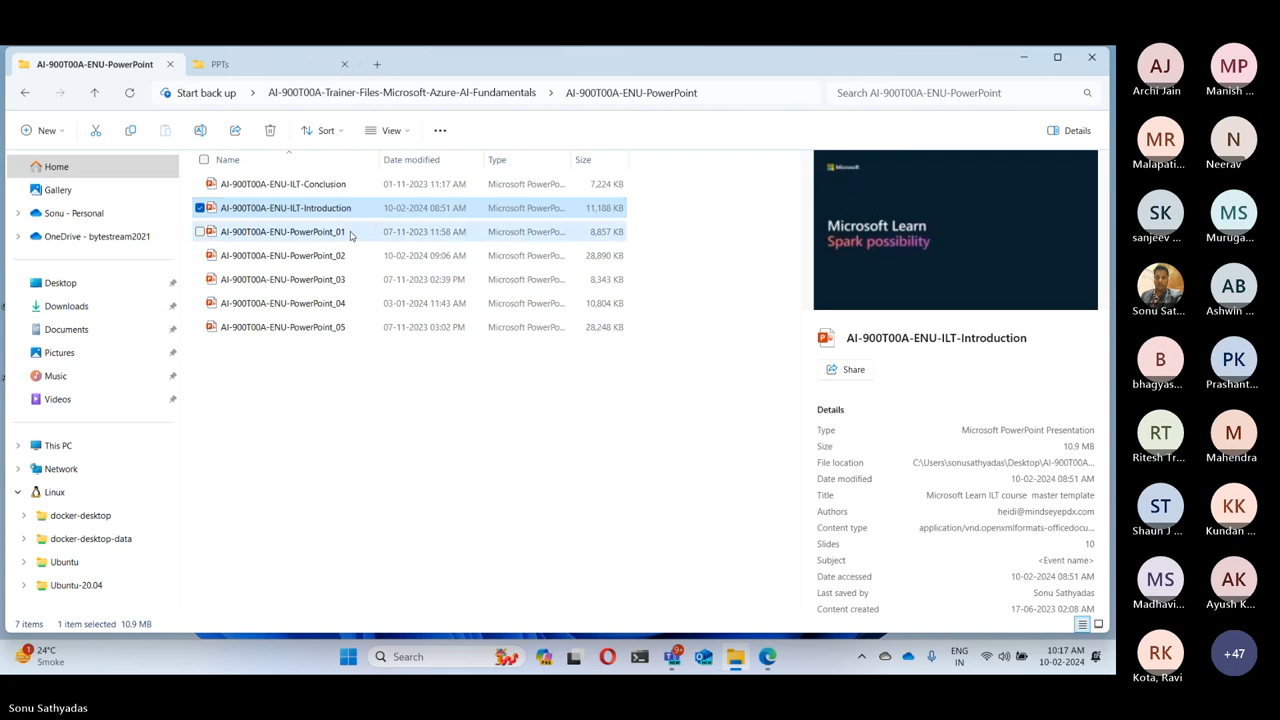 AI-900T00A-ENU-PowerPoint
PPTs
Start back up > AI-900T00A-Trainer-Files-Microsoft-Azure-AI-Fundamentals > AI-900T00A-ENU-PowerPoint
Search AI-900T00A-ENU-PowerPoint
New
Sort
View
Details
Home
Gallery
Sonu - Personal
OneDrive - bytestream2021
Desktop
Downloads
Documents
Pictures
Music
Videos
This PC
Network
Linux
docker-desktop
docker-desktop-data
Ubuntu
Ubuntu-20.04
Name Date modified Type Size
AI-900T00A-ENU-ILT-Conclusion 01-11-2023 11:17 AM Microsoft PowerPo... 7,224 KB
AI-900T00A-ENU-ILT-Introduction 10-02-2024 08:51 AM Microsoft PowerPo... 11,188 KB
AI-900T00A-ENU-PowerPoint_01 07-11-2023 11:58 AM Microsoft PowerPo... 8,857 KB
AI-900T00A-ENU-PowerPoint_02 10-02-2024 09:06 AM Microsoft PowerPo... 28,890 KB
AI-900T00A-ENU-PowerPoint_03 07-11-2023 02:39 PM Microsoft PowerPo... 8,343 KB
AI-900T00A-ENU-PowerPoint_04 03-01-2024 11:43 AM Microsoft PowerPo... 10,804 KB
AI-900T00A-ENU-PowerPoint_05 07-11-2023 03:02 PM Microsoft PowerPo... 28,248 KB
Microsoft
Microsoft Learn
Spark possibility
AI-900T00A-ENU-ILT-Introduction
Share
Details
Type Microsoft PowerPoint Presentation
Size 10.9 MB
File location C:\Users\sonusathyadas\Desktop\AI-900T00A...
Date modified 10-02-2024 08:51 AM
Title Microsoft Learn ILT course master template
Authors heidi@mindseyepdx.com
Content type application/vnd.openxmlformats-officedocu...
Slides 10
Subject <Event name>
Date accessed 10-02-2024 08:51 AM
Last saved by Sonu Sathyadas
Content created 17-06-2023 02:08 AM
7 items 1 item selected 10.9 MB
1
24°C
Smoke
Search
ENG
IN
10:17 AM
10-02-2024
Sonu Sathyadas
AJ
Archi Jain
MP
Manish ...
MR
Malapati...
N
Neerav
SK
sanjeev ...
MS
Muruga...
Sonu Sat...
AB
Ashwin ...
B
bhagyas...
PK
Prashant...
RT
Ritesh Tr...
M
Mahendra
ST
Shaun J ...
KK
Kundan ...
MS
Madhavi...
AK
Ayush K...
RK
Kota, Ravi
+47